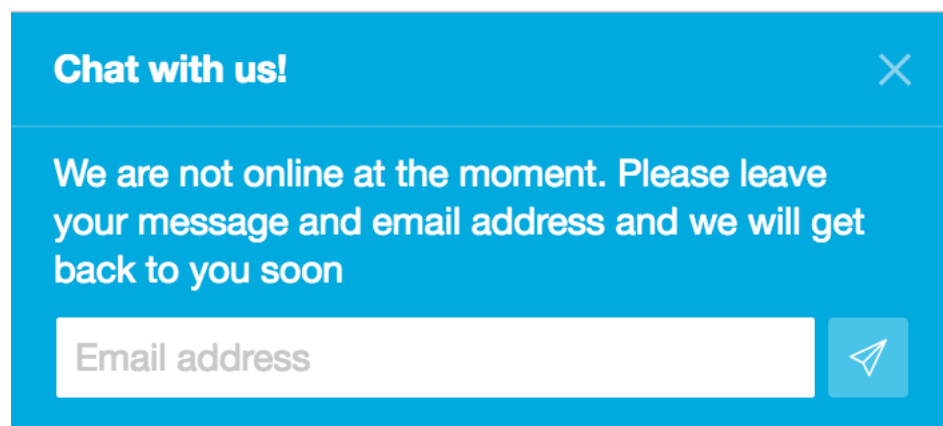 Chat with us!
We are not online at the moment. Please leave
your message and email address and we will get
back to you soon
Email address